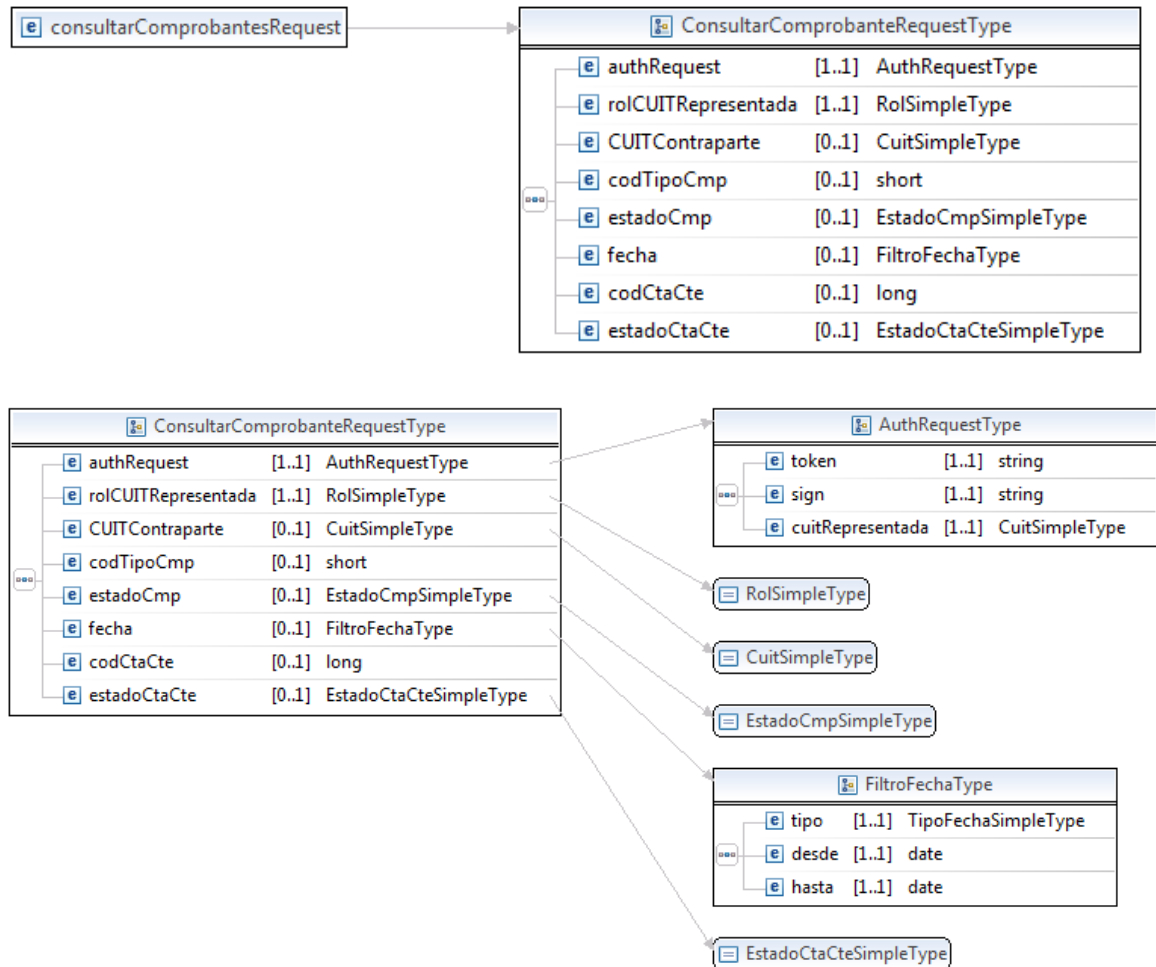 consultarComprobantesRequest
ConsultarComprobanteRequestType
authRequest [1..1] AuthRequestType
rolCUITRepresentada [1..1] RolSimpleType
CUITContraparte [0..1] CuitSimpleType
codTipoCmp [0..1] short
estadoCmp [0..1] EstadoCmpSimpleType
fecha [0..1] FiltroFechaType
codCtaCte [0..1] long
estadoCtaCte [0..1] EstadoCtaCteSimpleType
ConsultarComprobanteRequestType
authRequest [1..1] AuthRequestType
rolCUITRepresentada [1..1] RolSimpleType
CUITContraparte [0..1] CuitSimpleType
codTipoCmp [0..1] short
estadoCmp [0..1] EstadoCmpSimpleType
fecha [0..1] FiltroFechaType
codCtaCte [0..1] long
estadoCtaCte [0..1] EstadoCtaCteSimpleType
AuthRequestType
token [1..1] string
sign [1..1] string
cuitRepresentada [1..1] CuitSimpleType
RolSimpleType
CuitSimpleType
EstadoCmpSimpleType
FiltroFechaType
tipo [1..1] TipoFechaSimpleType
desde [1..1] date
hasta [1..1] date
EstadoCtaCteSimpleType